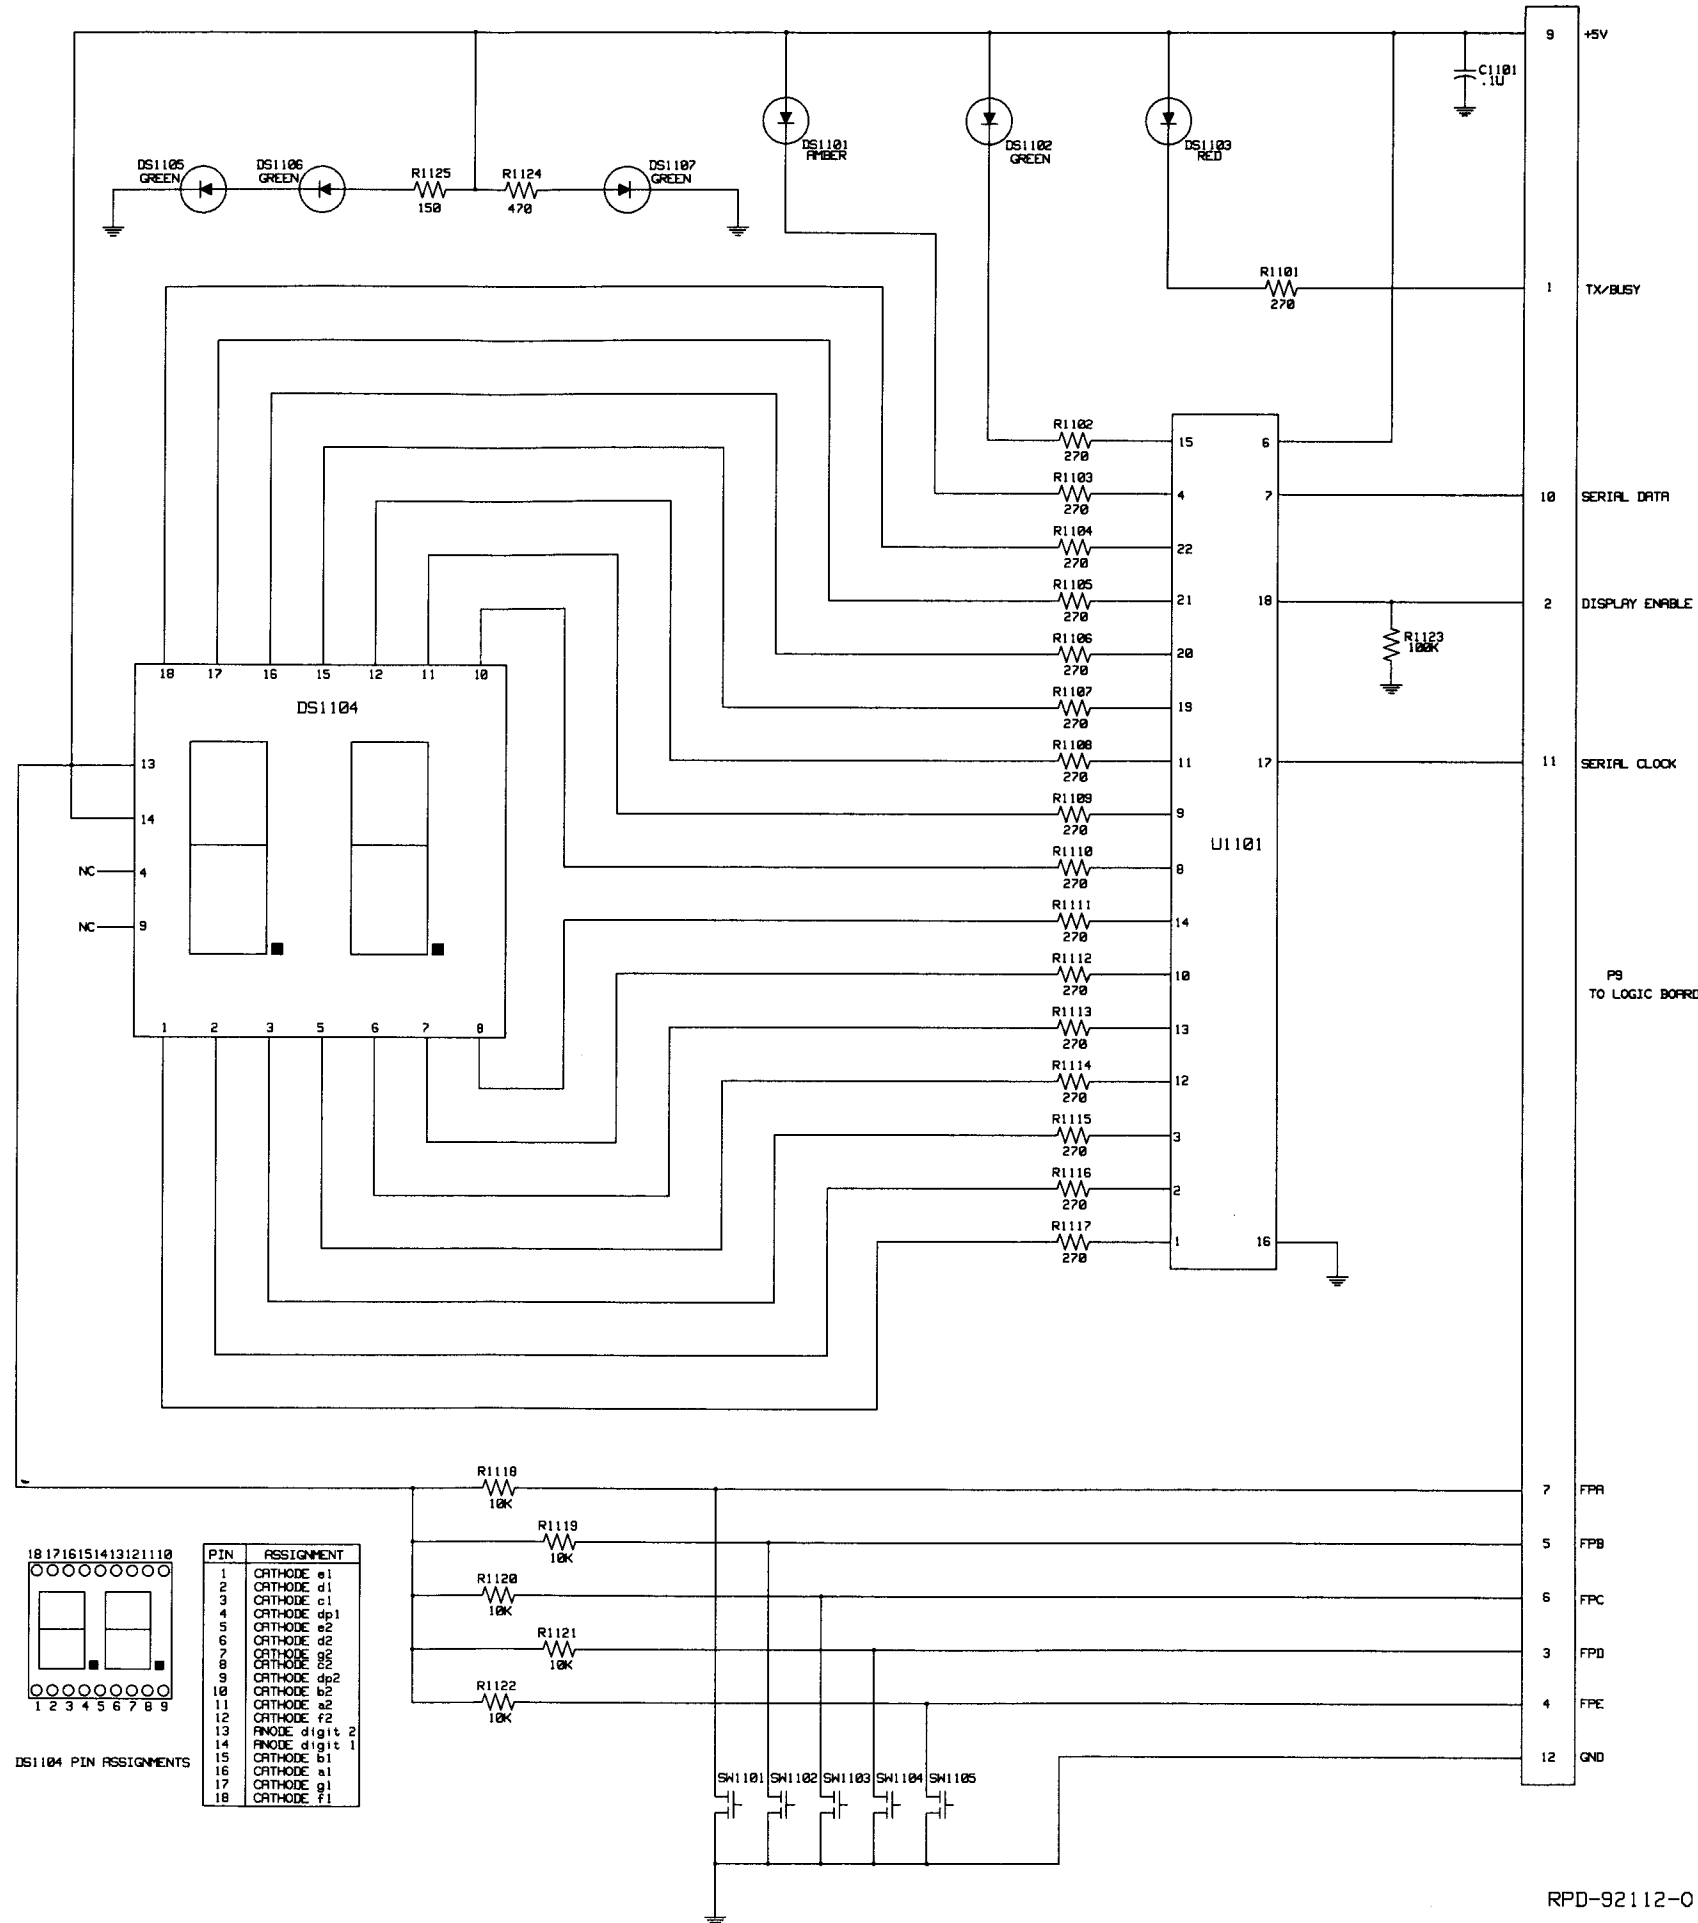 9 +5V
C1101
.1U
DS1101
AMBER
DS1102
GREEN
DS1103
RED
DS1105
GREEN
DS1106
GREEN
R1125
150
R1124
470
DS1107
GREEN
R1101
270
1 TX/BUSY
R1102
270
15 6
R1103
270
4 7
10 SERIAL DATA
R1104
270
22
R1105
270
21 18
2 DISPLAY ENABLE
R1106
270
20
R1123
100K
18 17 16 15 12 11 10
DS1104
R1107
270
19
13
R1108
270
11 17
11 SERIAL CLOCK
14
R1109
270
9
U1101
NC 4
R1110
270
8
NC 9
R1111
270
14
R1112
270
10
P9
TO LOGIC BOARD
1 2 3 5 6 7 8
R1113
270
13
R1114
270
12
R1115
270
3
R1116
270
2
R1117
270
1 16
R1118
10K
7 FPA
R1119
10K
5 FPB
R1120
10K
6 FPC
R1121
10K
3 FPD
R1122
10K
4 FPE
12 GND
18 17 16 15 14 13 12 11 10
1 2 3 4 5 6 7 8 9
DS1104 PIN ASSIGNMENTS
PIN ASSIGNMENT
1 CATHODE e1
2 CATHODE d1
3 CATHODE c1
4 CATHODE dp1
5 CATHODE e2
6 CATHODE d2
7 CATHODE g2
8 CATHODE c2
9 CATHODE dp2
10 CATHODE b2
11 CATHODE a2
12 CATHODE f2
13 ANODE digit 2
14 ANODE digit 1
15 CATHODE b1
16 CATHODE a1
17 CATHODE g1
18 CATHODE f1
SW1101 SW1102 SW1103 SW1104 SW1105
RPD-92112-O